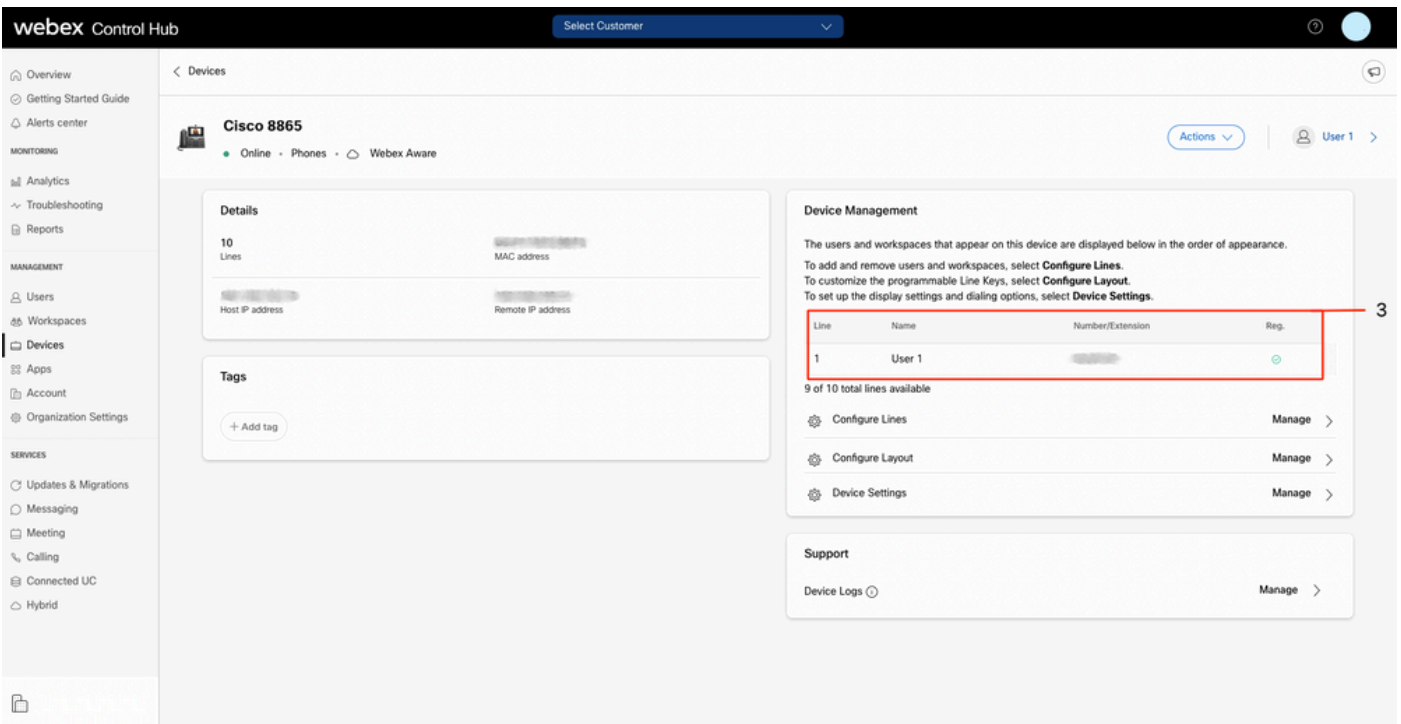 webex Control Hub
Select Customer
Overview
Getting Started Guide
Alerts center
MONITORING
Analytics
Troubleshooting
Reports
MANAGEMENT
Users
Workspaces
Devices
Apps
Account
Organization Settings
SERVICES
Updates & Migrations
Messaging
Meeting
Calling
Connected UC
Hybrid
Devices
Cisco 8865
Online • Phones • Webex Aware
Actions
User 1
Details
10
Lines
MAC address
Host IP address
Remote IP address
Tags
+ Add tag
Device Management
The users and workspaces that appear on this device are displayed below in the order of appearance.
To add and remove users and workspaces, select Configure Lines.
To customize the programmable Line Keys, select Configure Layout.
To set up the display settings and dialing options, select Device Settings.
Line Name Number/Extension Reg.
1 User 1
3
9 of 10 total lines available
Configure Lines Manage
Configure Layout Manage
Device Settings Manage
Support
Device Logs Manage